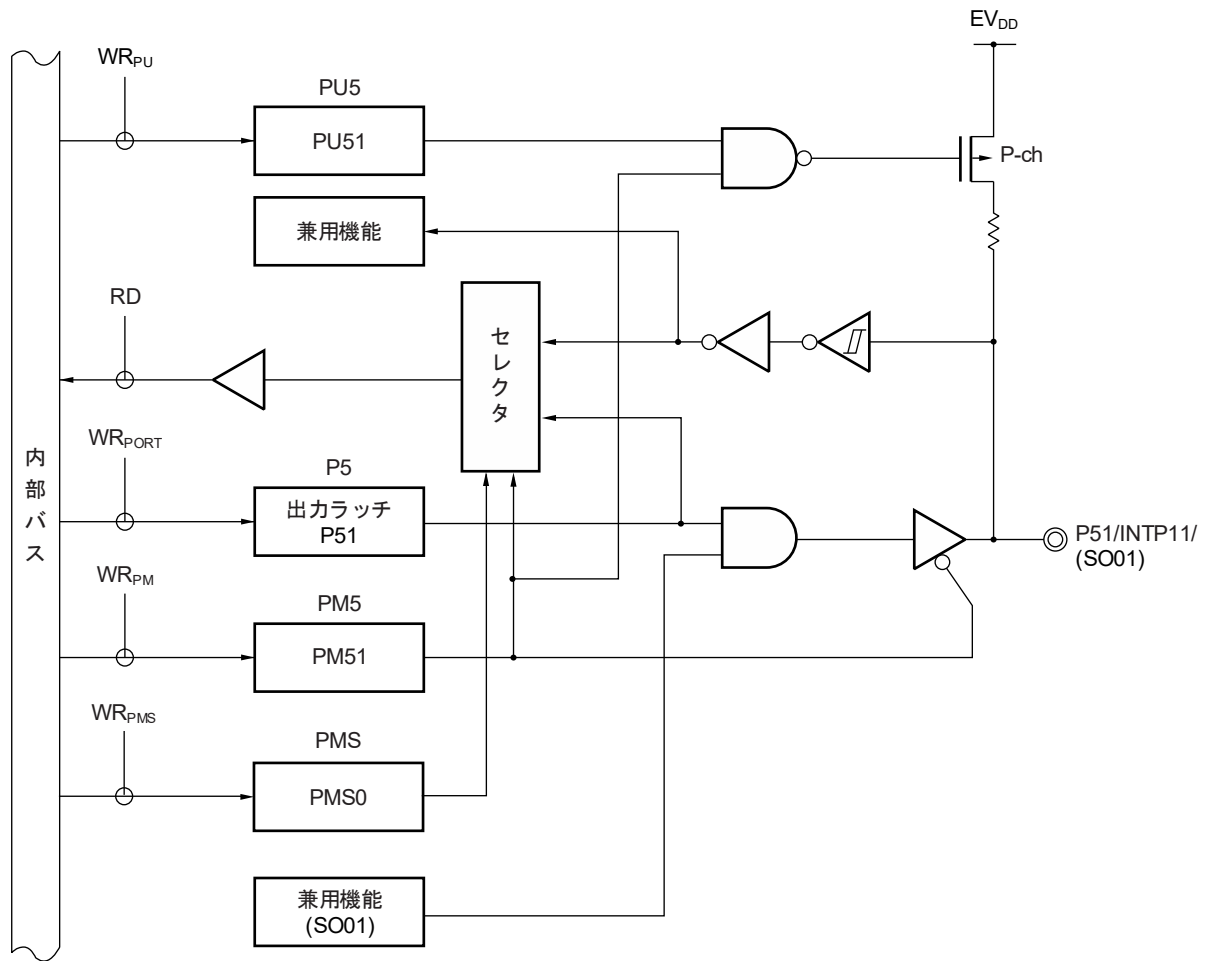 EVDD
WRPU
PU5
PU51
P-ch
兼用機能
RD
セレクタ
WRPORT
内部バス
P5
出力ラッチ
P51
P51/INTP11/
(SO01)
WRPM
PM5
PM51
WRPMS
PMS
PMS0
兼用機能
(SO01)